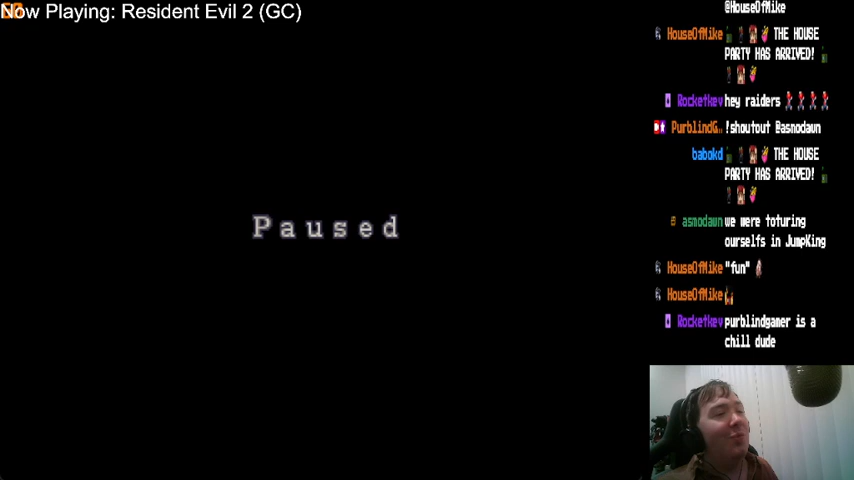 Now Playing: Resident Evil 2 (GC)
@HouseOfMike
HouseOfMike THE HOUSE
PARTY HAS ARRIVED!
Rocketkev hey raiders
PurblindG.. !shoutout @asnodawn
babokd THE HOUSE
PARTY HAS ARRIVED!
Paused
asnodawn we were toturing
ourselfs in JumpKing
HouseOfMike "fun"
HouseOfMike
Rocketkev purblindgamer is a
chill dude